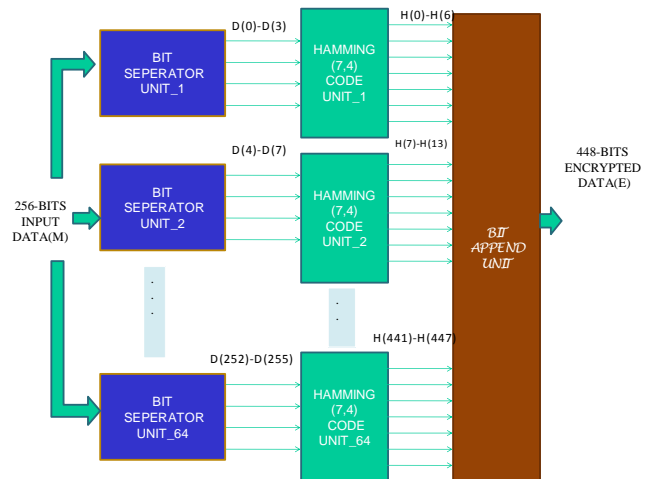 D(0)-D(3)
H(0)-H(6)
BIT
SEPERATOR
UNIT_1
HAMMING
(7,4)
CODE
UNIT_1
D(4)-D(7)
H(7)-H(13)
BIT
SEPERATOR
UNIT_2
HAMMING
(7,4)
CODE
UNIT_2
256-BITS
INPUT
DATA(M)
BIT
APPEND
UNIT
448-BITS
ENCRYPTED
DATA(E)
.
.
.
.
.
D(252)-D(255)
H(441)-H(447)
BIT
SEPERATOR
UNIT_64
HAMMING
(7,4)
CODE
UNIT_64